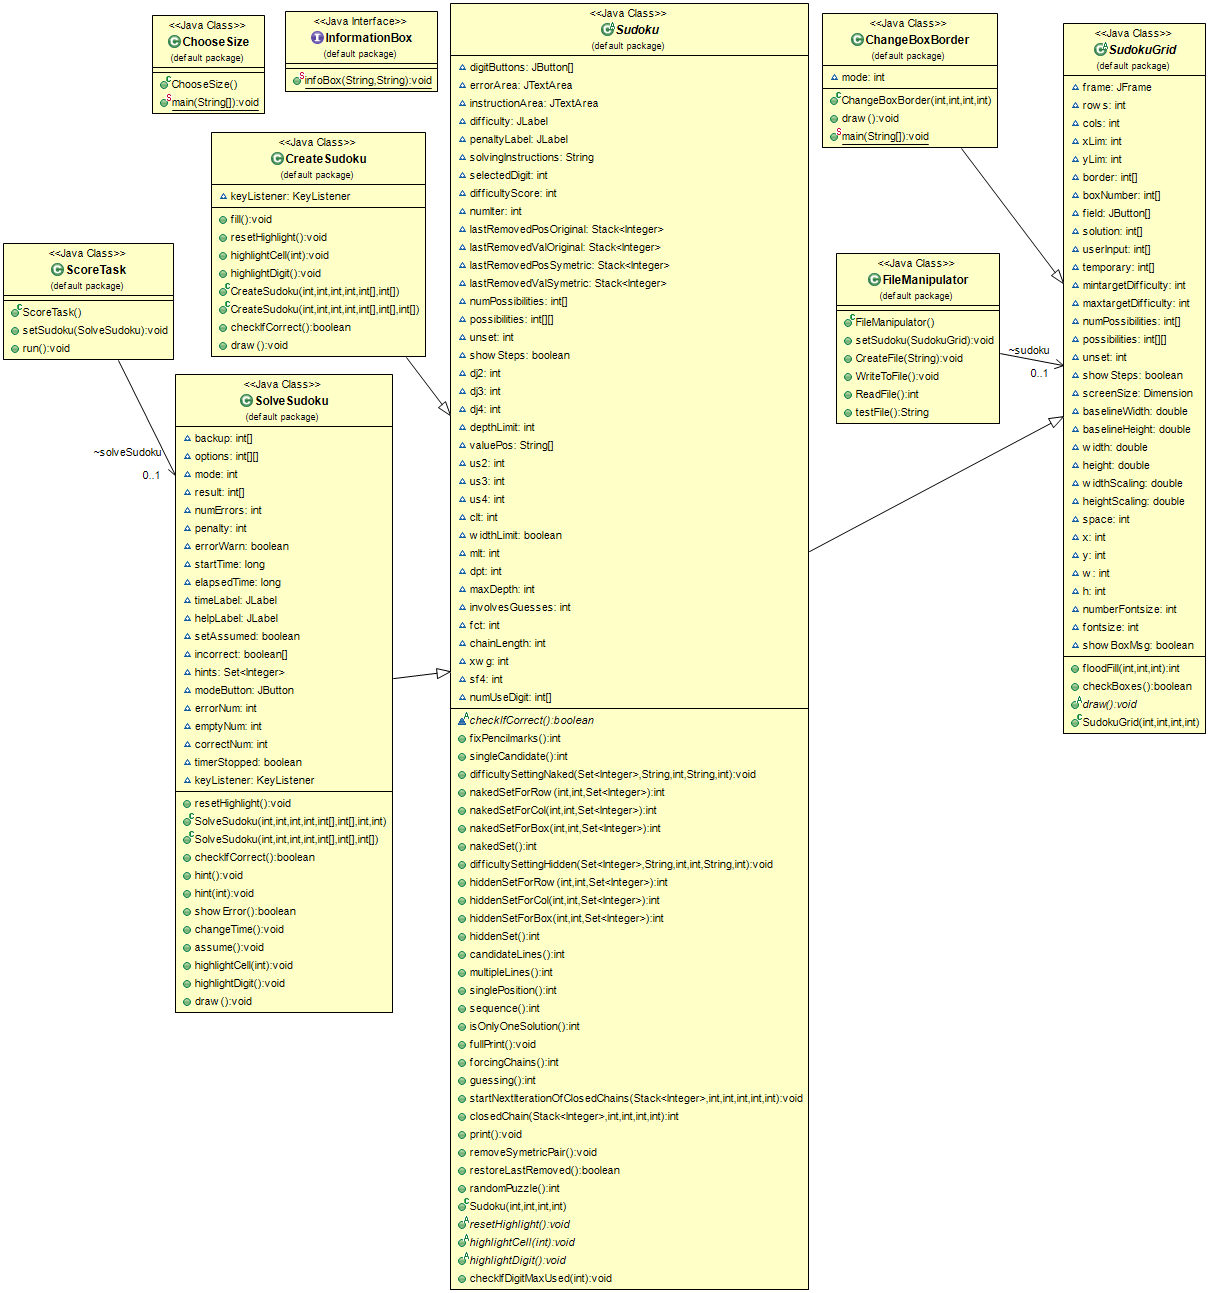 <<Java Class>>
ChooseSize
(default package)
ChooseSize()
main(String[]):void
<<Java Interface>>
InformationBox
(default package)
infoBox(String,String):void
<<Java Class>>
CreateSudoku
(default package)
keyListener: KeyListener
fill():void
resetHighlight():void
highlightCell(int):void
highlightDigit():void
CreateSudoku(int,int,int,int,int[],int[])
CreateSudoku(int,int,int,int,int[],int[],int[])
checkIfCorrect():boolean
draw():void
<<Java Class>>
ScoreTask
(default package)
ScoreTask()
setSudoku(SolveSudoku):void
run():void
~solveSudoku
0..1
<<Java Class>>
SolveSudoku
(default package)
backup: int[]
options: int[][]
mode: int
result: int[]
numErrors: int
penalty: int
errorWarn: boolean
startTime: long
elapsedTime: long
timeLabel: JLabel
helpLabel: JLabel
setAssumed: boolean
incorrect: boolean[]
hints: Set<Integer>
modeButton: JButton
errorNum: int
emptyNum: int
correctNum: int
timerStopped: boolean
keyListener: KeyListener
resetHighlight():void
SolveSudoku(int,int,int,int,int[],int[],int,int)
SolveSudoku(int,int,int,int,int[],int[],int[])
checkIfCorrect():boolean
hint():void
hint(int):void
showError():boolean
changeTime():void
assume():void
highlightCell(int):void
highlightDigit():void
draw():void
<<Java Class>>
Sudoku
(default package)
digitButtons: JButton[]
errorArea: JTextArea
instructionArea: JTextArea
difficulty: JLabel
penaltyLabel: JLabel
solvingInstructions: String
selectedDigit: int
difficultyScore: int
numIter: int
lastRemovedPosOriginal: Stack<Integer>
lastRemovedValOriginal: Stack<Integer>
lastRemovedPosSymetric: Stack<Integer>
lastRemovedValSymetric: Stack<Integer>
numPossibilities: int[]
possibilities: int[][]
unset: int
showSteps: boolean
dj2: int
dj3: int
dj4: int
depthLimit: int
valuePos: String[]
us2: int
us3: int
us4: int
clt: int
widthLimit: boolean
mlt: int
dpt: int
maxDepth: int
involvesGuesses: int
fct: int
chainLength: int
xwg: int
sf4: int
numUseDigit: int[]
checkIfCorrect():boolean
fixPencilmarks():int
singleCandidate():int
difficultySettingNaked(Set<Integer>,String,int,String,int):void
nakedSetForRow(int,int,Set<Integer>):int
nakedSetForCol(int,int,Set<Integer>):int
nakedSetForBox(int,int,Set<Integer>):int
nakedSet():int
difficultySettingHidden(Set<Integer>,String,int,int,String,int):void
hiddenSetForRow(int,int,Set<Integer>):int
hiddenSetForCol(int,int,Set<Integer>):int
hiddenSetForBox(int,int,Set<Integer>):int
hiddenSet():int
candidateLines():int
multipleLines():int
singlePosition():int
sequence():int
isOnlyOneSolution():int
fullPrint():void
forcingChains():int
guessing():int
startNextIterationOfClosedChains(Stack<Integer>,int,int,int,int,int):void
closedChain(Stack<Integer>,int,int,int,int):int
print():void
removeSymetricPair():void
restoreLastRemoved():boolean
randomPuzzle():int
Sudoku(int,int,int,int)
resetHighlight():void
highlightCell(int):void
highlightDigit():void
checkIfDigitMaxUsed(int):void
<<Java Class>>
ChangeBoxBorder
(default package)
mode: int
ChangeBoxBorder(int,int,int,int)
draw():void
main(String[]):void
<<Java Class>>
FileManipulator
(default package)
FileManipulator()
setSudoku(SudokuGrid):void
CreateFile(String):void
WriteToFile():void
ReadFile():int
testFile():String
~sudoku
0..1
<<Java Class>>
SudokuGrid
(default package)
frame: JFrame
rows: int
cols: int
xLim: int
yLim: int
border: int[]
boxNumber: int[]
field: JButton[]
solution: int[]
userInput: int[]
temporary: int[]
mintargetDifficulty: int
maxtargetDifficulty: int
numPossibilities: int[]
possibilities: int[][]
unset: int
showSteps: boolean
screenSize: Dimension
baselineWidth: double
baselineHeight: double
width: double
height: double
widthScaling: double
heightScaling: double
space: int
x: int
y: int
w: int
h: int
numberFontsize: int
fontsize: int
showBoxMsg: boolean
floodFill(int,int,int):int
checkBoxes():boolean
draw():void
SudokuGrid(int,int,int,int)